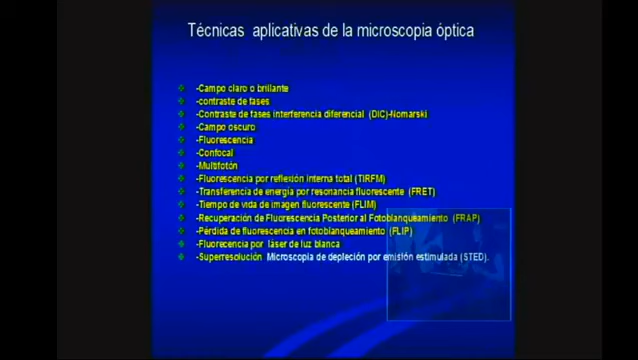 Técnicas aplicativas de la microscopia óptica
-Campo claro o brillante
-contraste de fases
-Contraste de fases interferencia diferencial (DIC)-Nomarski
-Campo oscuro
-Fluorescencia
-Confocal
-Multifotón
-Fluorescencia por reflexión interna total (TIRFM)
-Transferencia de energía por resonancia fluorescente (FRET)
-Tiempo de vida de imagen fluorescente (FLIM)
-Recuperación de Fluorescencia Posterior al Fotoblanqueamiento (FRAP)
-Pérdida de fluorescencia en fotoblanqueamiento (FLIP)
-Fluorecencia por láser de luz blanca
-Superresolución Microscopia de depleción por emisión estimulada (STED).